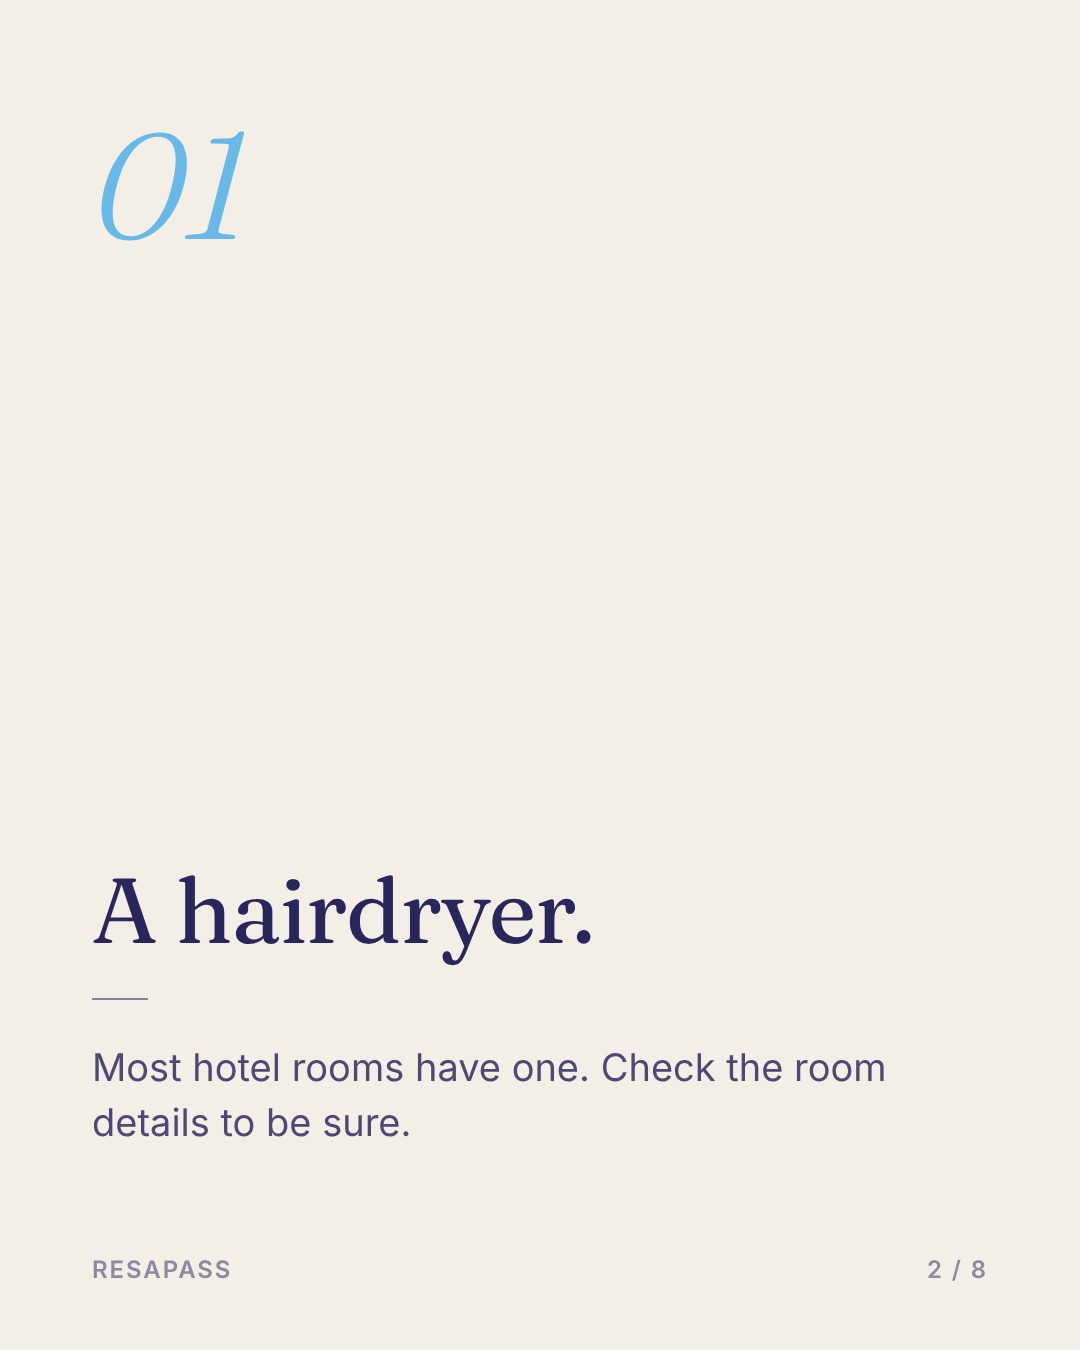 01
A hairdryer.
Most hotel rooms have one. Check the room
details to be sure.
RESAPASS
2 / 8